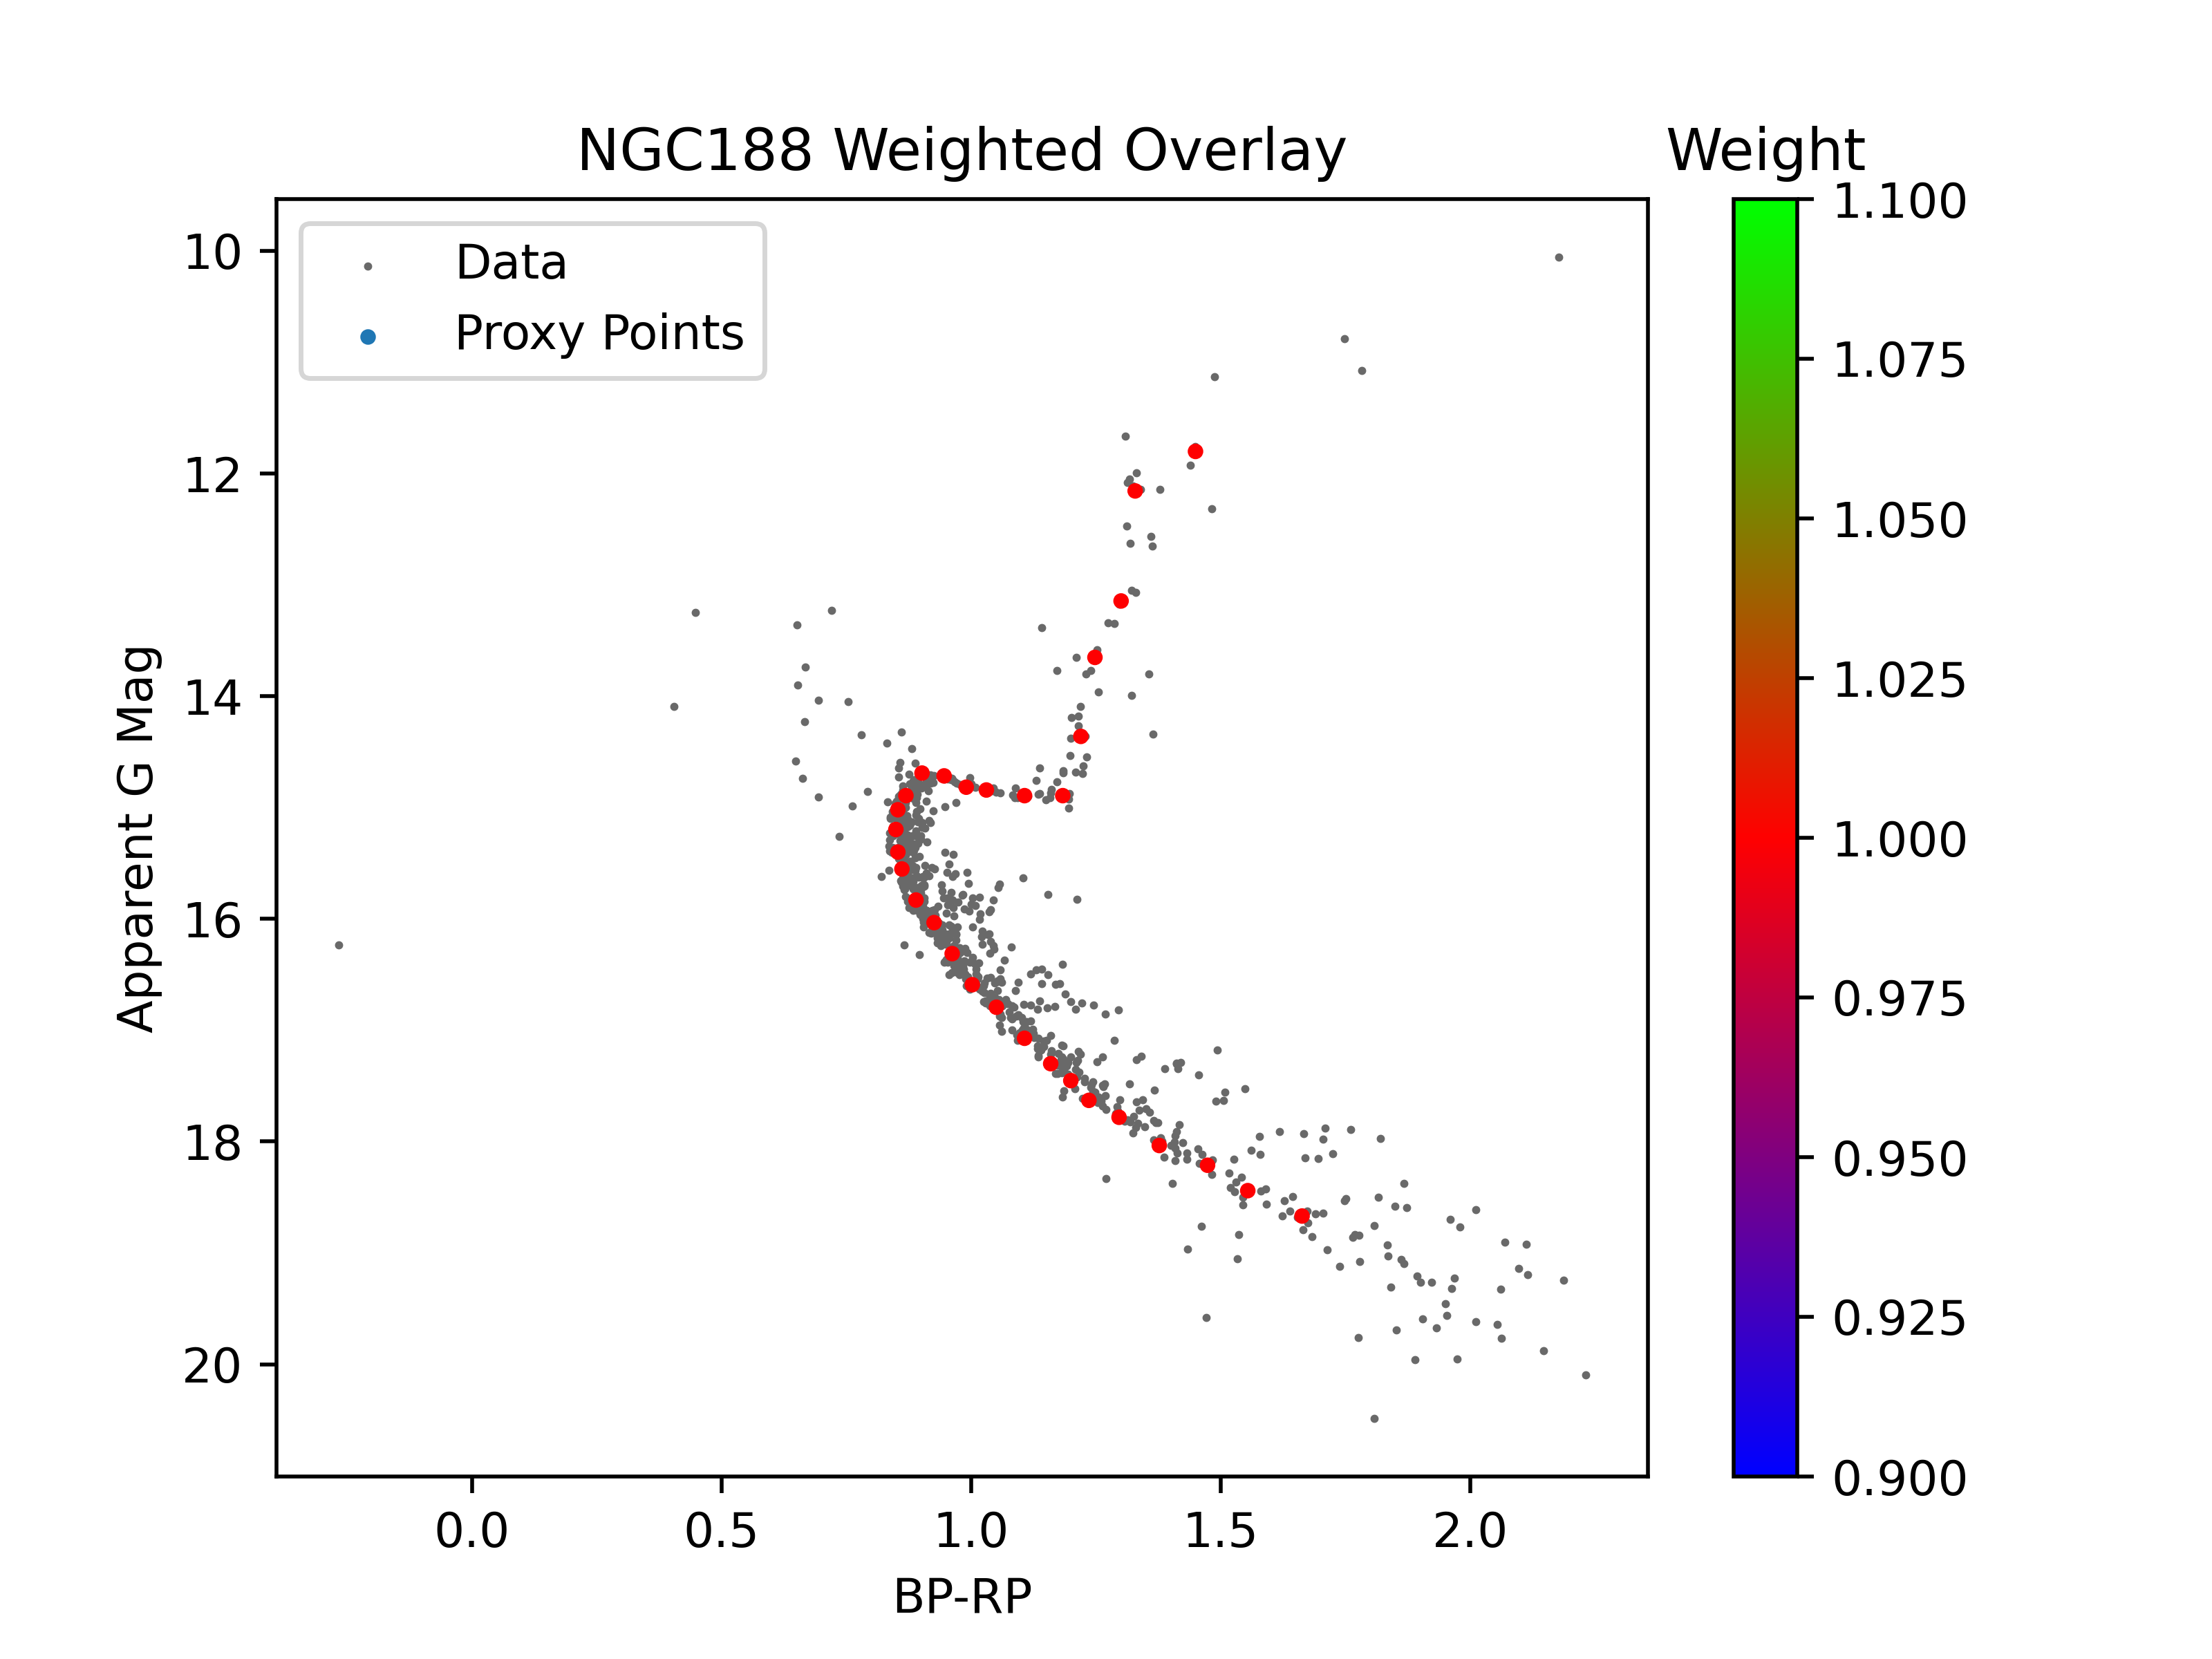 NGC188 Weighted Overlay
Weight
Data
Proxy Points
Apparent G Mag
10
12
14
16
18
20
0.0 0.5 1.0 1.5 2.0
BP-RP
1.100
1.075
1.050
1.025
1.000
0.975
0.950
0.925
0.900